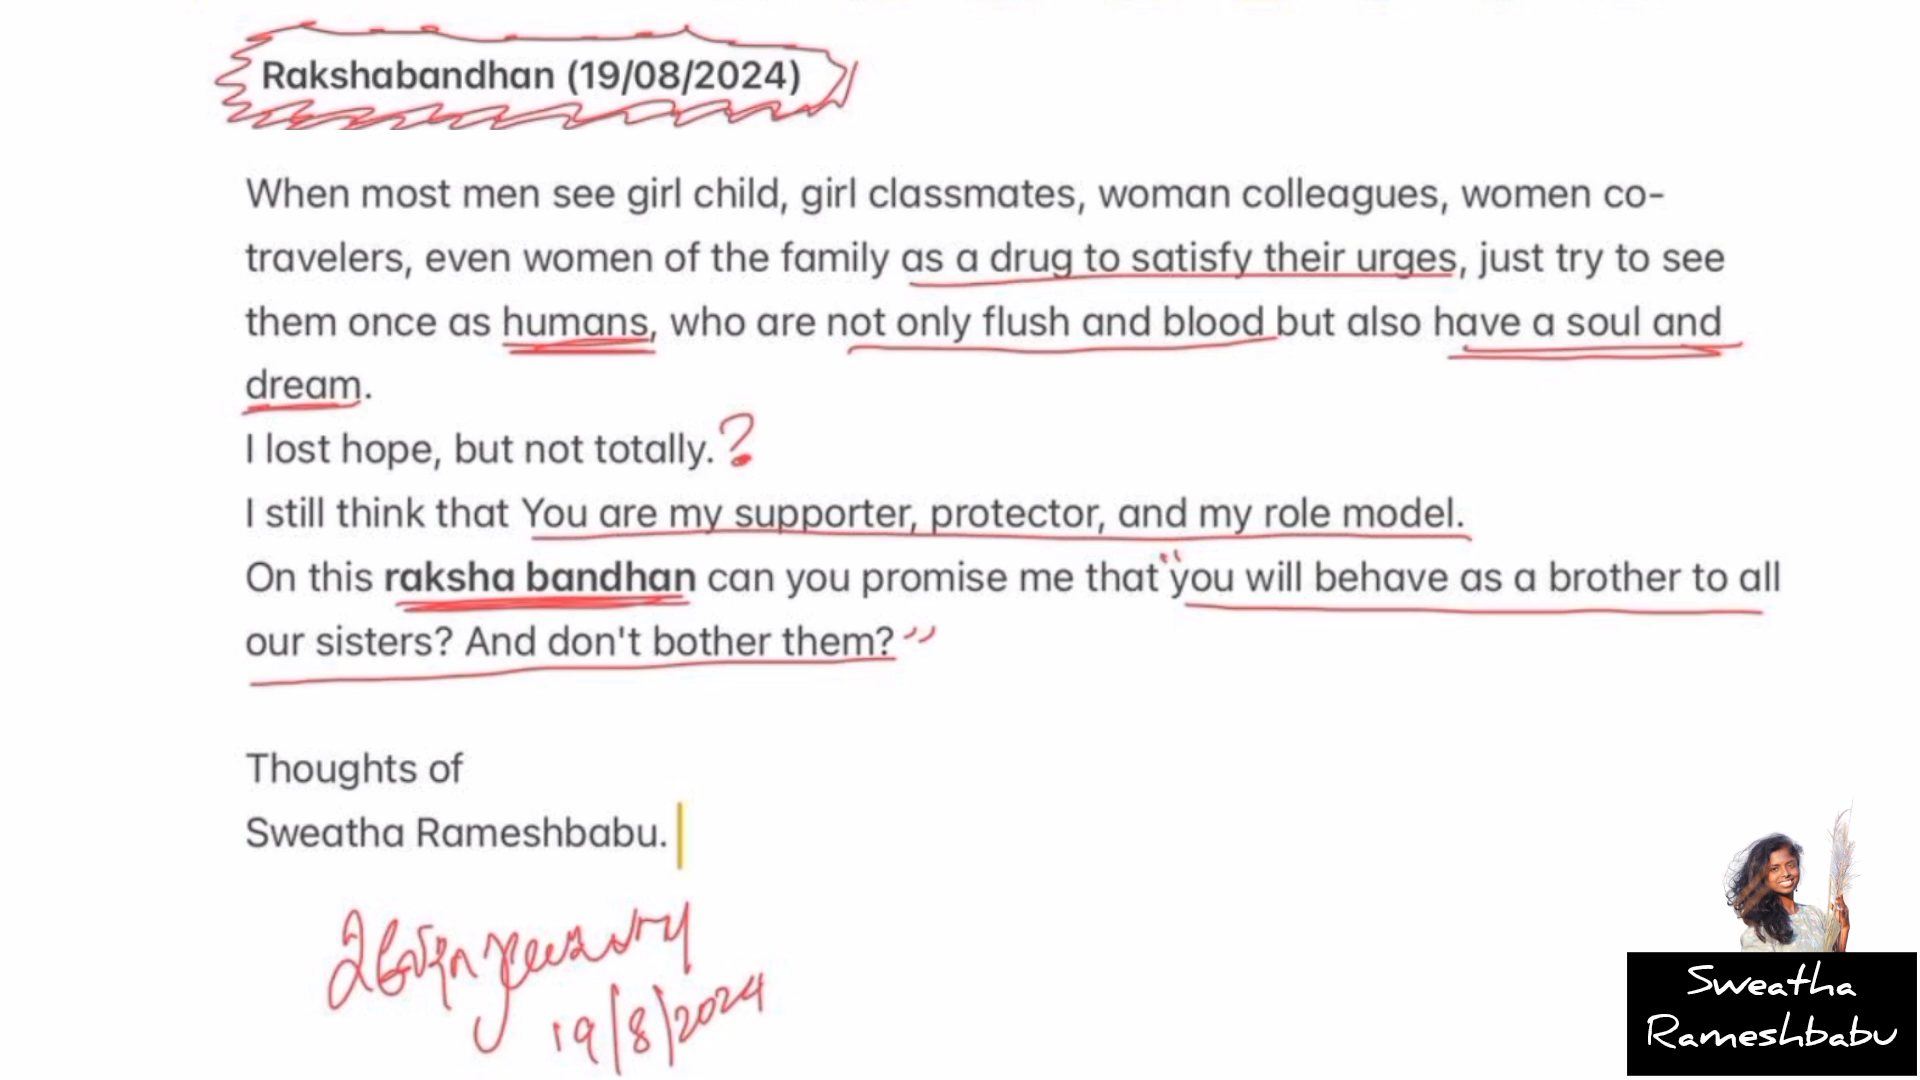 Rakshabandhan (19/08/2024)
When most men see girl child, girl classmates, woman colleagues, women co-
travelers, even women of the family as a drug to satisfy their urges, just try to see
them once as humans, who are not only flush and blood but also have a soul and
dream.
I lost hope, but not totally.?
I still think that You are my supporter, protector, and my role model.
On this raksha bandhan can you promise me that "you will behave as a brother to all
our sisters? And don't bother them?"
Thoughts of
Sweatha Rameshbabu.
19/8/2024
Sweatha
Rameshbabu